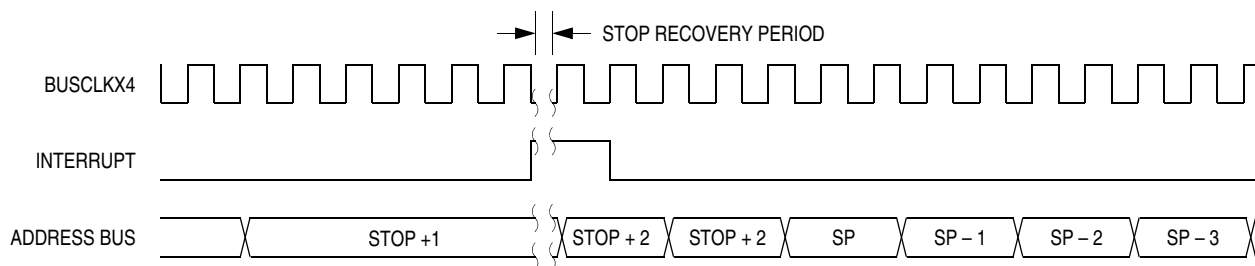 STOP RECOVERY PERIOD
BUSCLKX4
INTERRUPT
ADDRESS BUS STOP +1 STOP + 2 STOP + 2 SP SP – 1 SP – 2 SP – 3